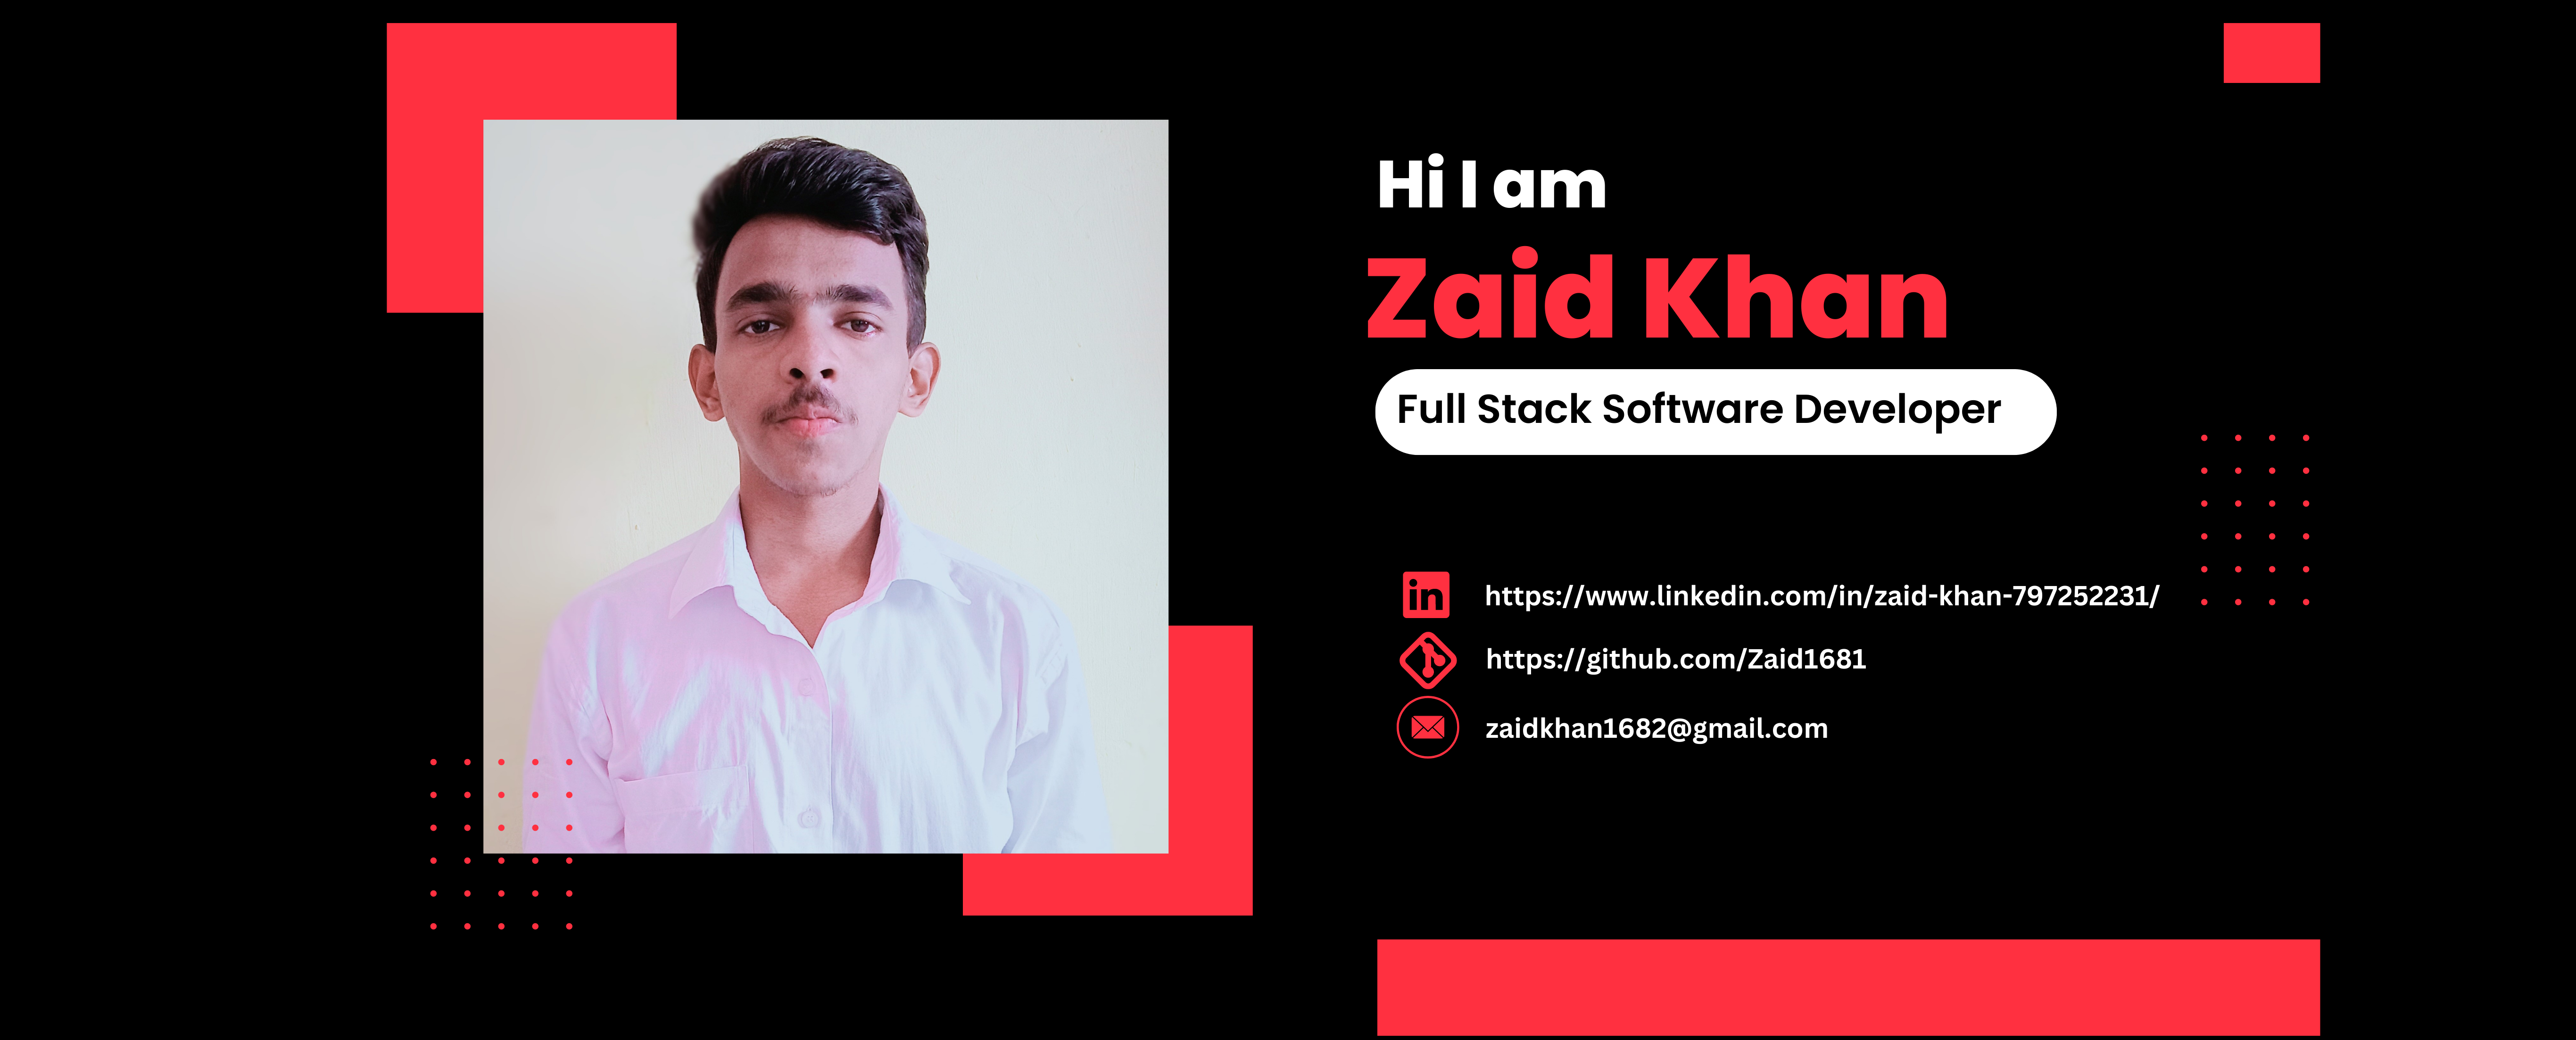 Hi I am
Zaid Khan
Full Stack Software Developer
https://www.linkedin.com/in/zaid-khan-797252231/
https://github.com/Zaid1681
zaidkhan1682@gmail.com